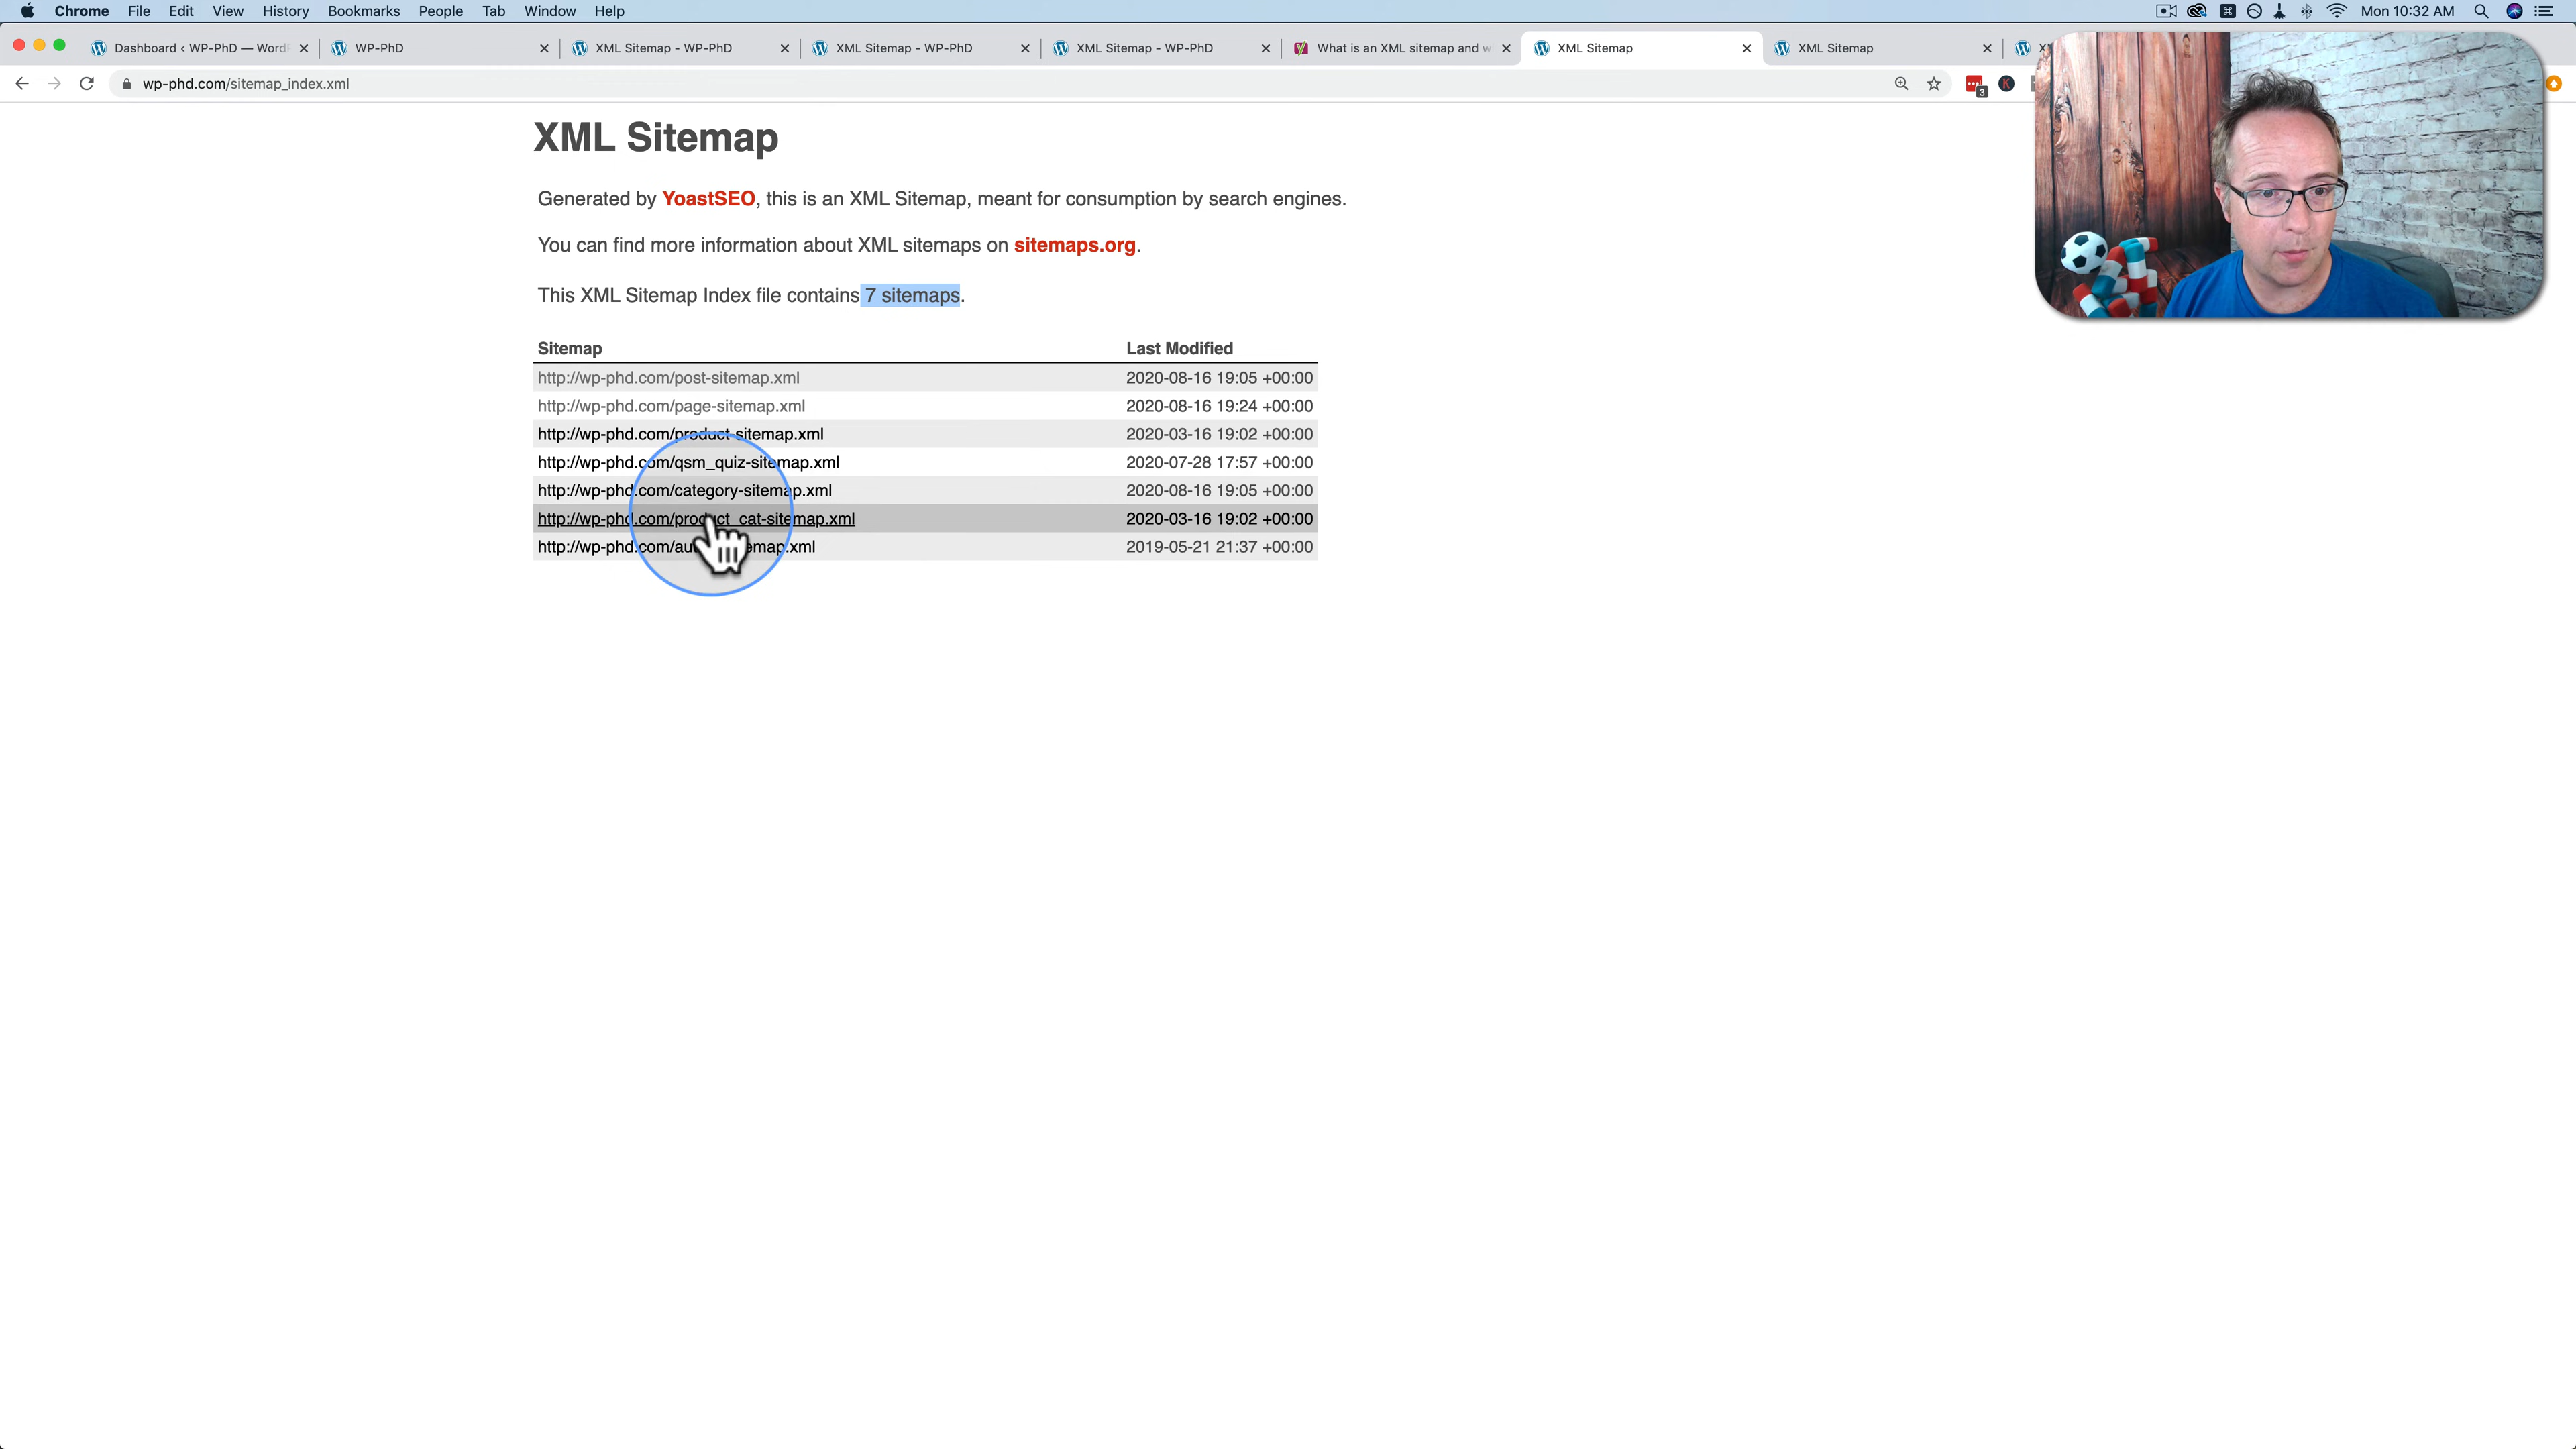 Chrome File Edit View History Bookmarks People Tab Window Help Mon 10:32 AM
Dashboard ‹ WP-PhD — Word WP-PhD XML Sitemap - WP-PhD XML Sitemap - WP-PhD XML Sitemap - WP-PhD What is an XML sitemap and w XML Sitemap XML Sitemap
wp-phd.com/sitemap_index.xml 3 K
XML Sitemap
Generated by YoastSEO, this is an XML Sitemap, meant for consumption by search engines.
You can find more information about XML sitemaps on sitemaps.org.
This XML Sitemap Index file contains 7 sitemaps.
Sitemap Last Modified
http://wp-phd.com/post-sitemap.xml 2020-08-16 19:05 +00:00
http://wp-phd.com/page-sitemap.xml 2020-08-16 19:24 +00:00
http://wp-phd.com/product-sitemap.xml 2020-03-16 19:02 +00:00
http://wp-phd.com/qsm_quiz-sitemap.xml 2020-07-28 17:57 +00:00
http://wp-phd.com/category-sitemap.xml 2020-08-16 19:05 +00:00
http://wp-phd.com/product_cat-sitemap.xml 2020-03-16 19:02 +00:00
http://wp-phd.com/au emap.xml 2019-05-21 21:37 +00:00